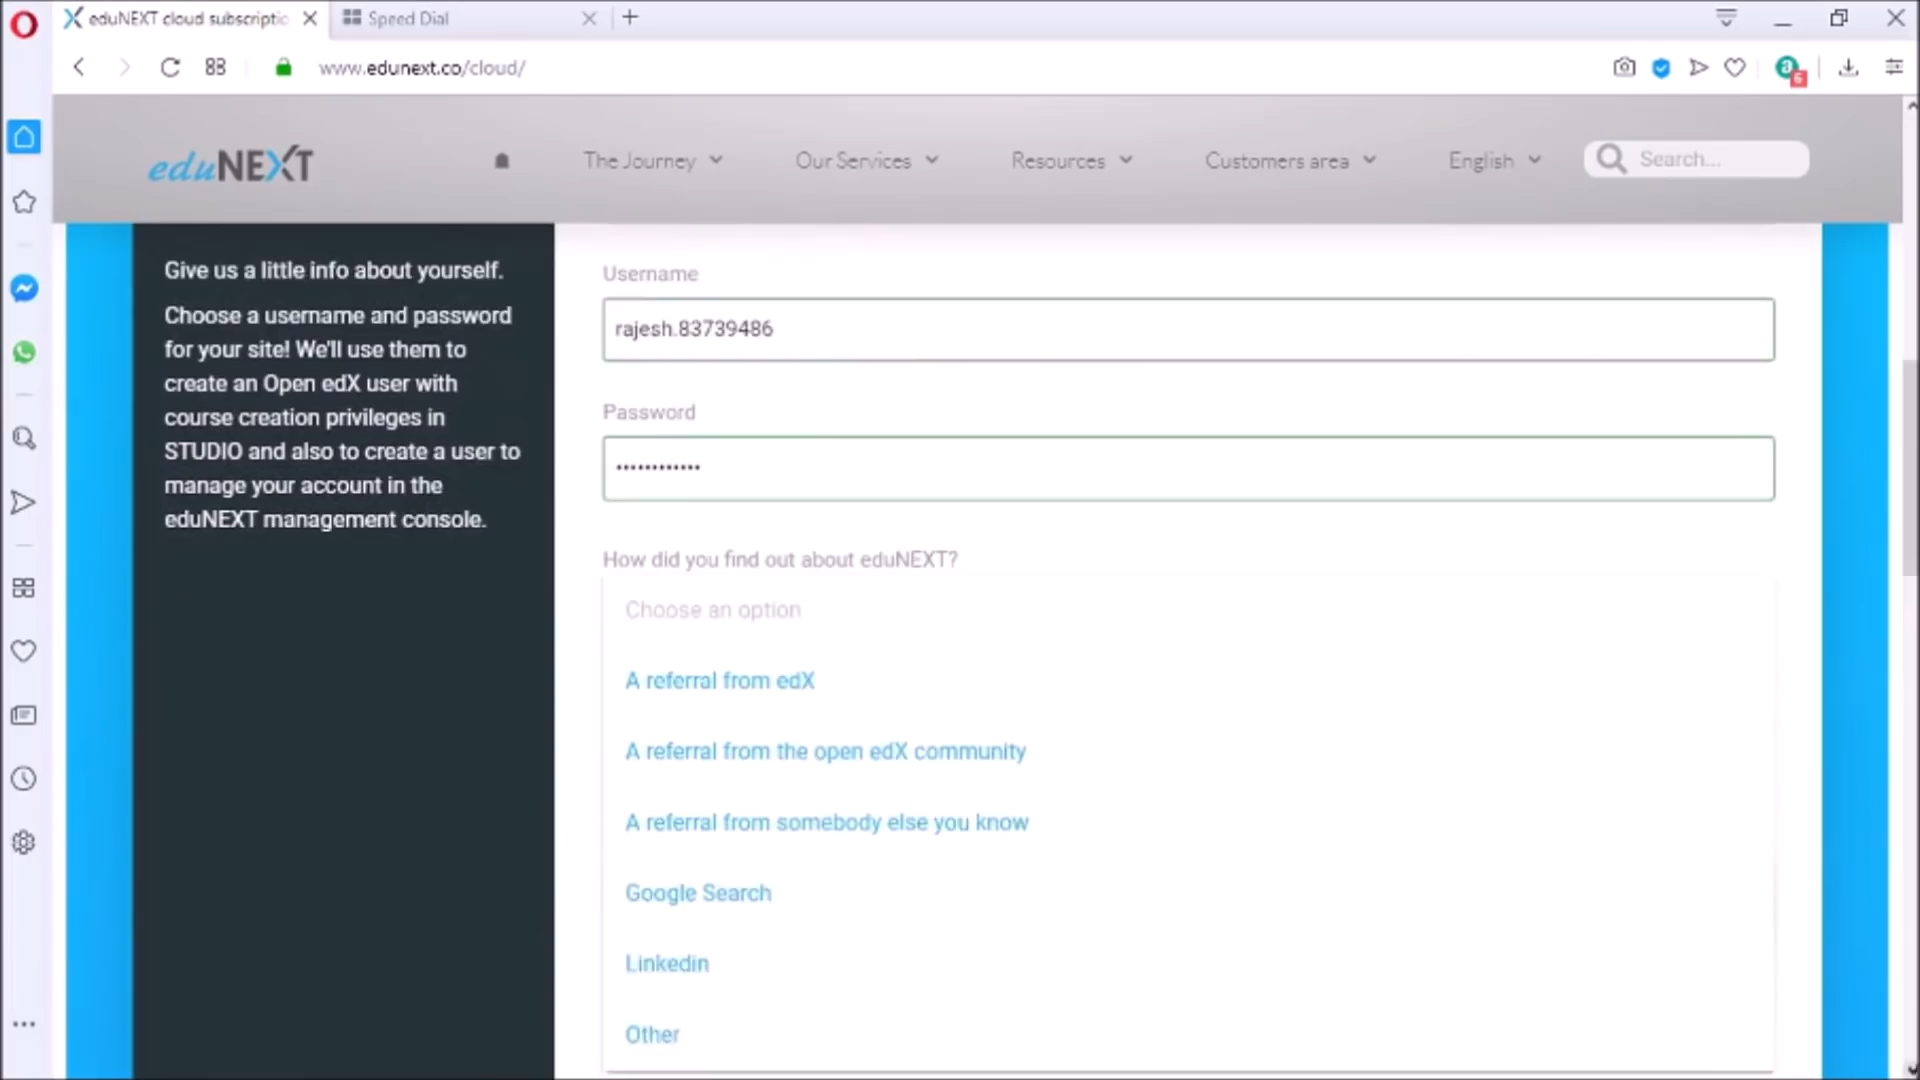 eduNEXT cloud subscriptio
Speed Dial
www.edunext.co/cloud/
6
eduNEXT
The Journey
Our Services
Resources
Customers area
English
Search...
Give us a little info about yourself.
Choose a username and password
for your site! We'll use them to
create an Open edX user with
course creation privileges in
STUDIO and also to create a user to
manage your account in the
eduNEXT management console.
Username
rajesh.83739486
Password
••••••••••••
How did you find out about eduNEXT?
Choose an option
A referral from edX
A referral from the open edX community
A referral from somebody else you know
Google Search
Linkedin
Other